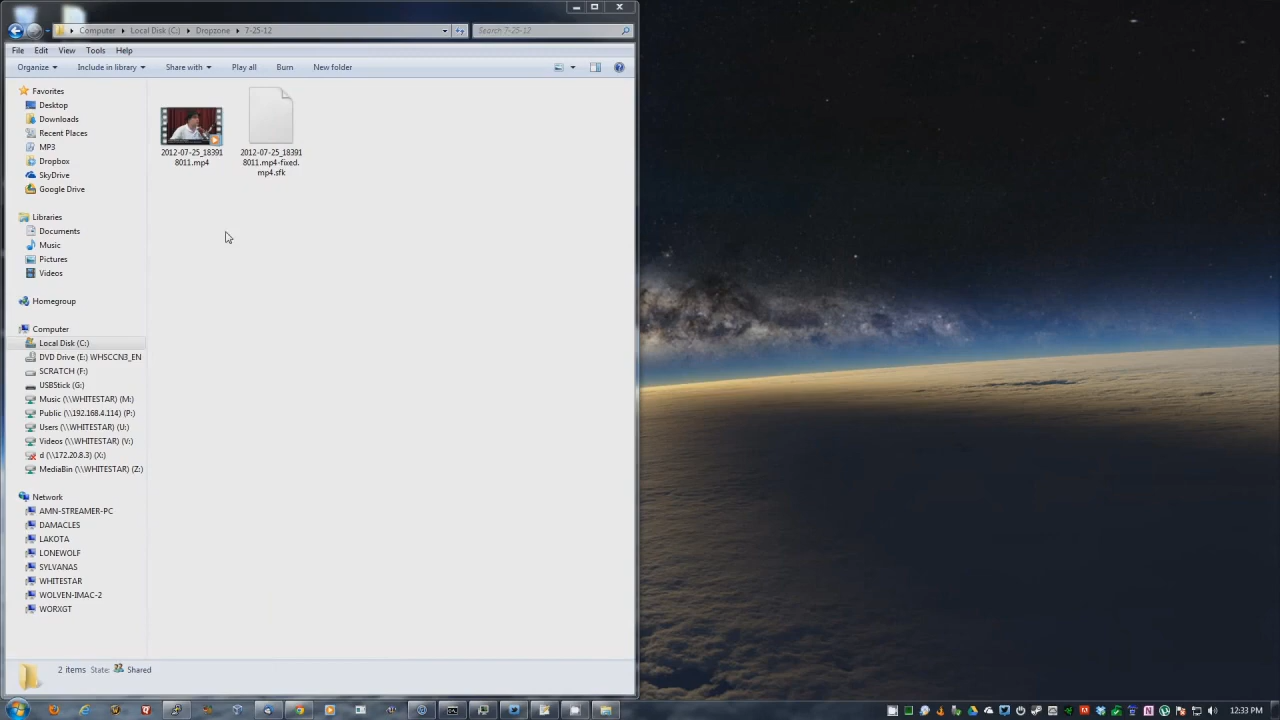 Computer Local Disk (C:) Dropzone 7-25-12 Search 7-25-12
File Edit View Tools Help
Organize Include in library Share with Play all Burn New folder
Favorites
Desktop
Downloads
Recent Places
MP3
Dropbox
SkyDrive
Google Drive
Libraries
Documents
Music
Pictures
Videos
Homegroup
Computer
Local Disk (C:)
DVD Drive (E:) WHSCCN3_EN
SCRATCH (F:)
USBStick (G:)
Music (\\WHITESTAR) (M:)
Public (\\192.168.4.114) (P:)
Users (\\WHITESTAR) (U:)
Videos (\\WHITESTAR) (V:)
d (\\172.20.8.3) (X:)
MediaBin (\\WHITESTAR) (Z:)
Network
AMN-STREAMER-PC
DAMACLES
LAKOTA
LONEWOLF
SYLVANAS
WHITESTAR
WOLVEN-IMAC-2
WORXGT
2012-07-25_18391
8011.mp4
2012-07-25_18391
8011.mp4-fixed.
mp4.sfk
2 items State: Shared
12:33 PM